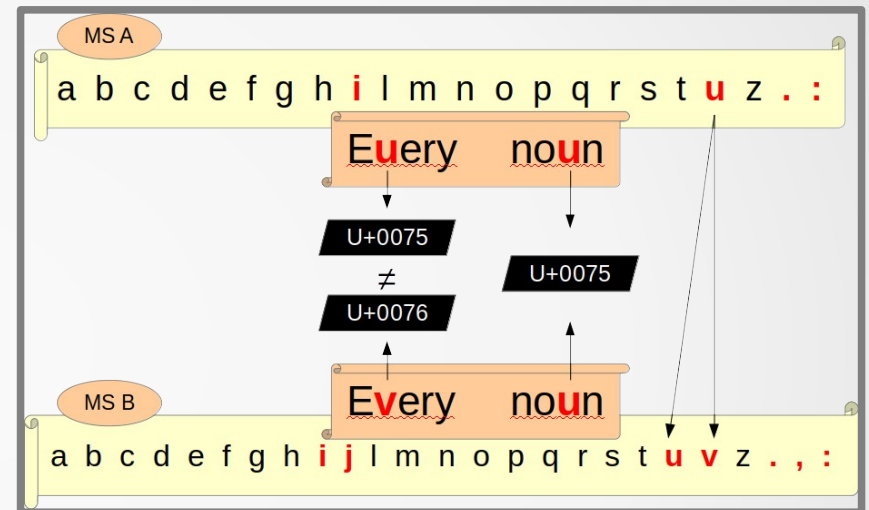 MS A
a b c d e f g h i l m n o p q r s t u z . :
Euery noun
U+0075
≠
U+0075
U+0076
Every noun
MS B
a b c d e f g h i j l m n o p q r s t u v z . , :